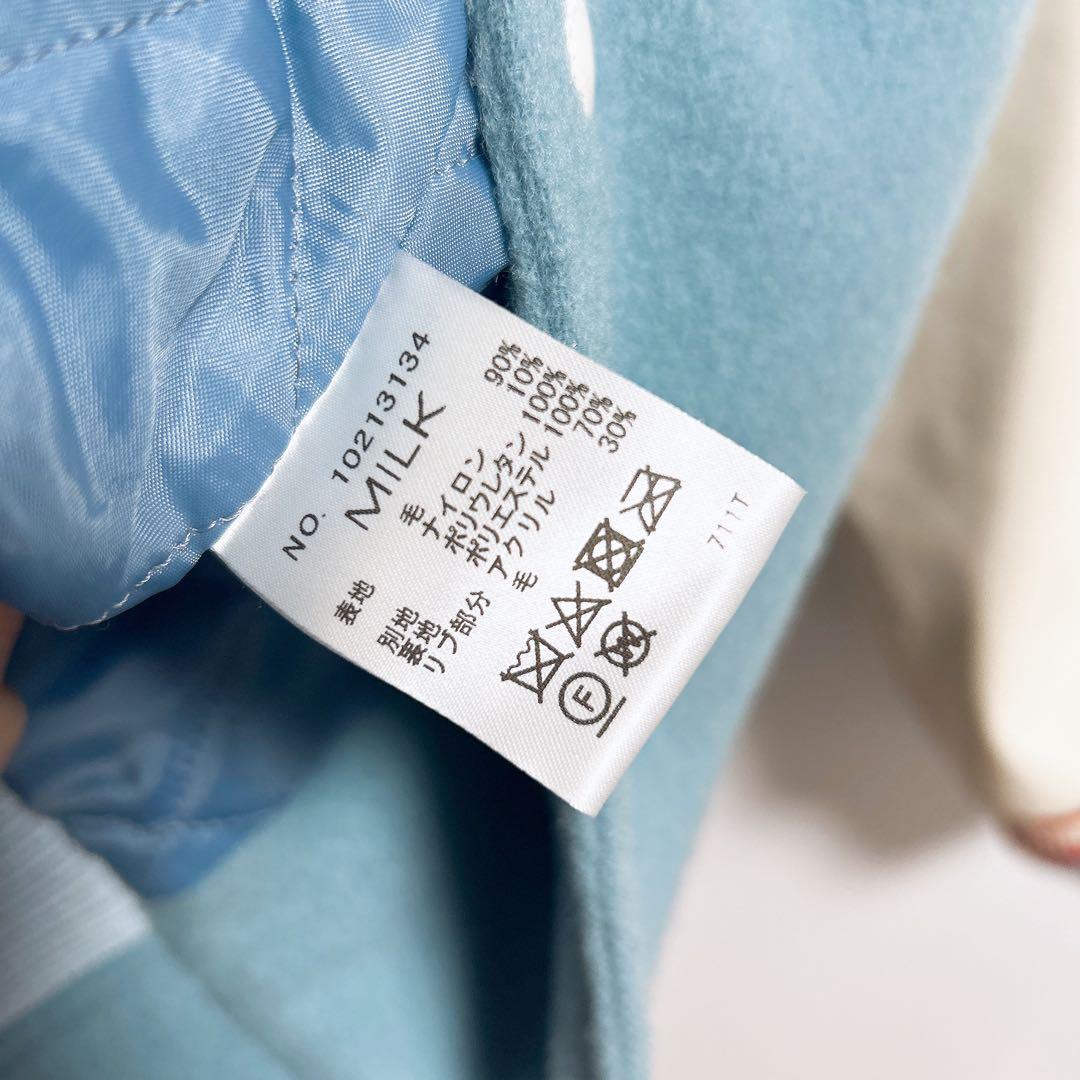 NO. 10213134
MILK
表地 毛 90%
ナイロン 10%
別地 ポリウレタン 100%
裏地 ポリエステル 100%
リブ部分 アクリル 70%
毛 30%
F
W
711T